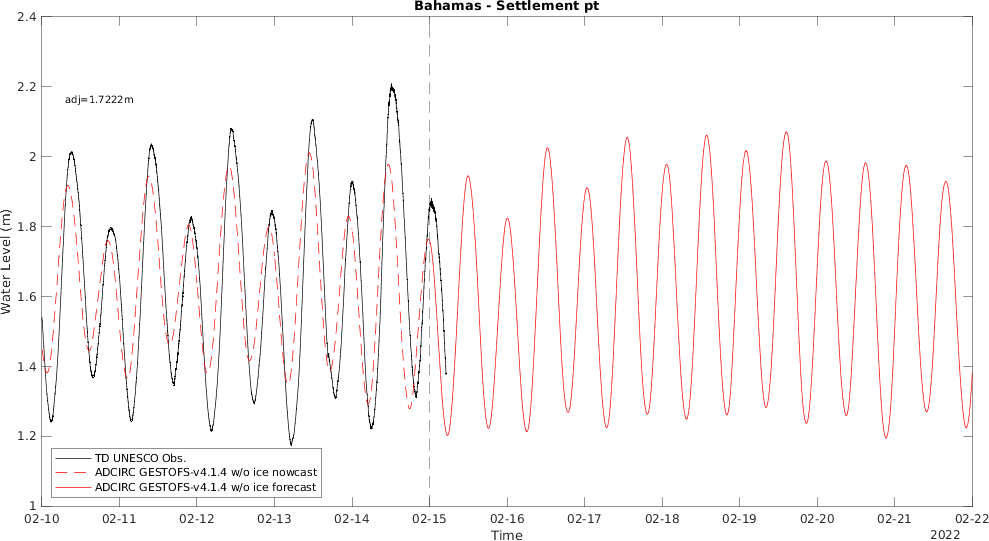 Bahamas - Settlement pt
2.4
2.2
2
1.8
1.6
1.4
1.2
1
Water Level (m)
adj=1.7222m
TD UNESCO Obs.
ADCIRC GESTOFS-v4.1.4 w/o ice nowcast
ADCIRC GESTOFS-v4.1.4 w/o ice forecast
02-10 02-11 02-12 02-13 02-14 02-15 02-16 02-17 02-18 02-19 02-20 02-21 02-22
Time
2022